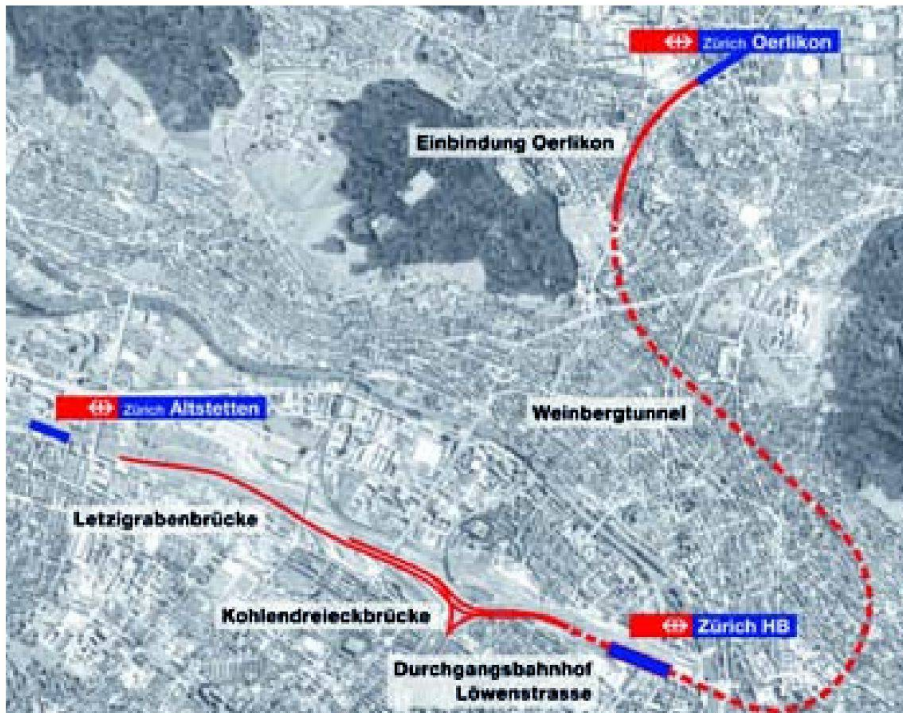 Zürich Oerlikon
Einbindung Oerlikon
Zürich Altstetten
Weinbergtunnel
Letzigrabenbrücke
Kohlendreieckbrücke
Zürich HB
Durchgangsbahnhof
Löwenstrasse